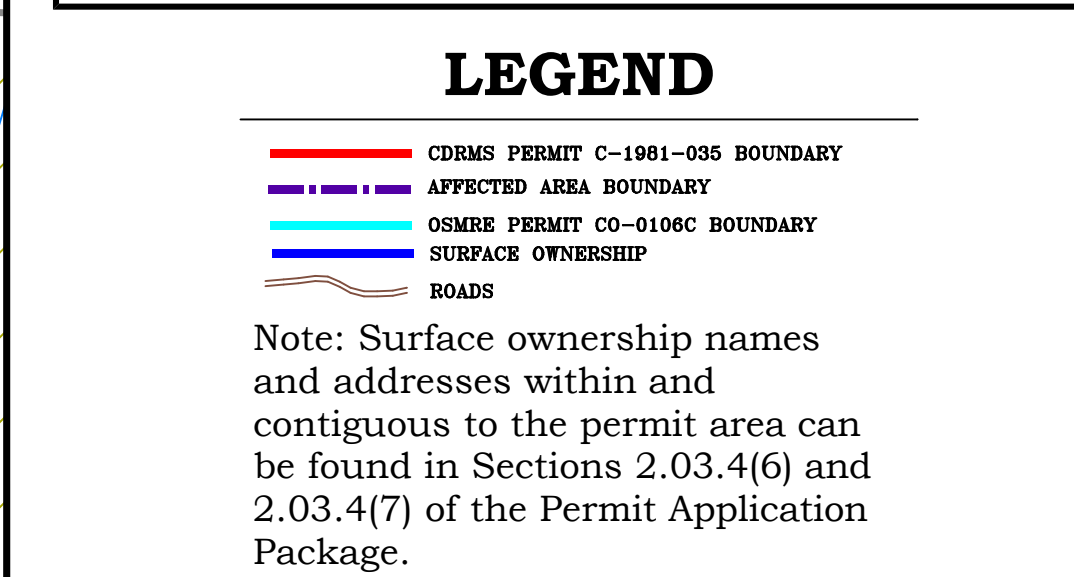 LEGEND
CDRMS PERMIT C-1981-035 BOUNDARY
AFFECTED AREA BOUNDARY
OSMRE PERMIT CO-0106C BOUNDARY
SURFACE OWNERSHIP
ROADS
Note: Surface ownership names
and addresses within and
contiguous to the permit area can
be found in Sections 2.03.4(6) and
2.03.4(7) of the Permit Application
Package.